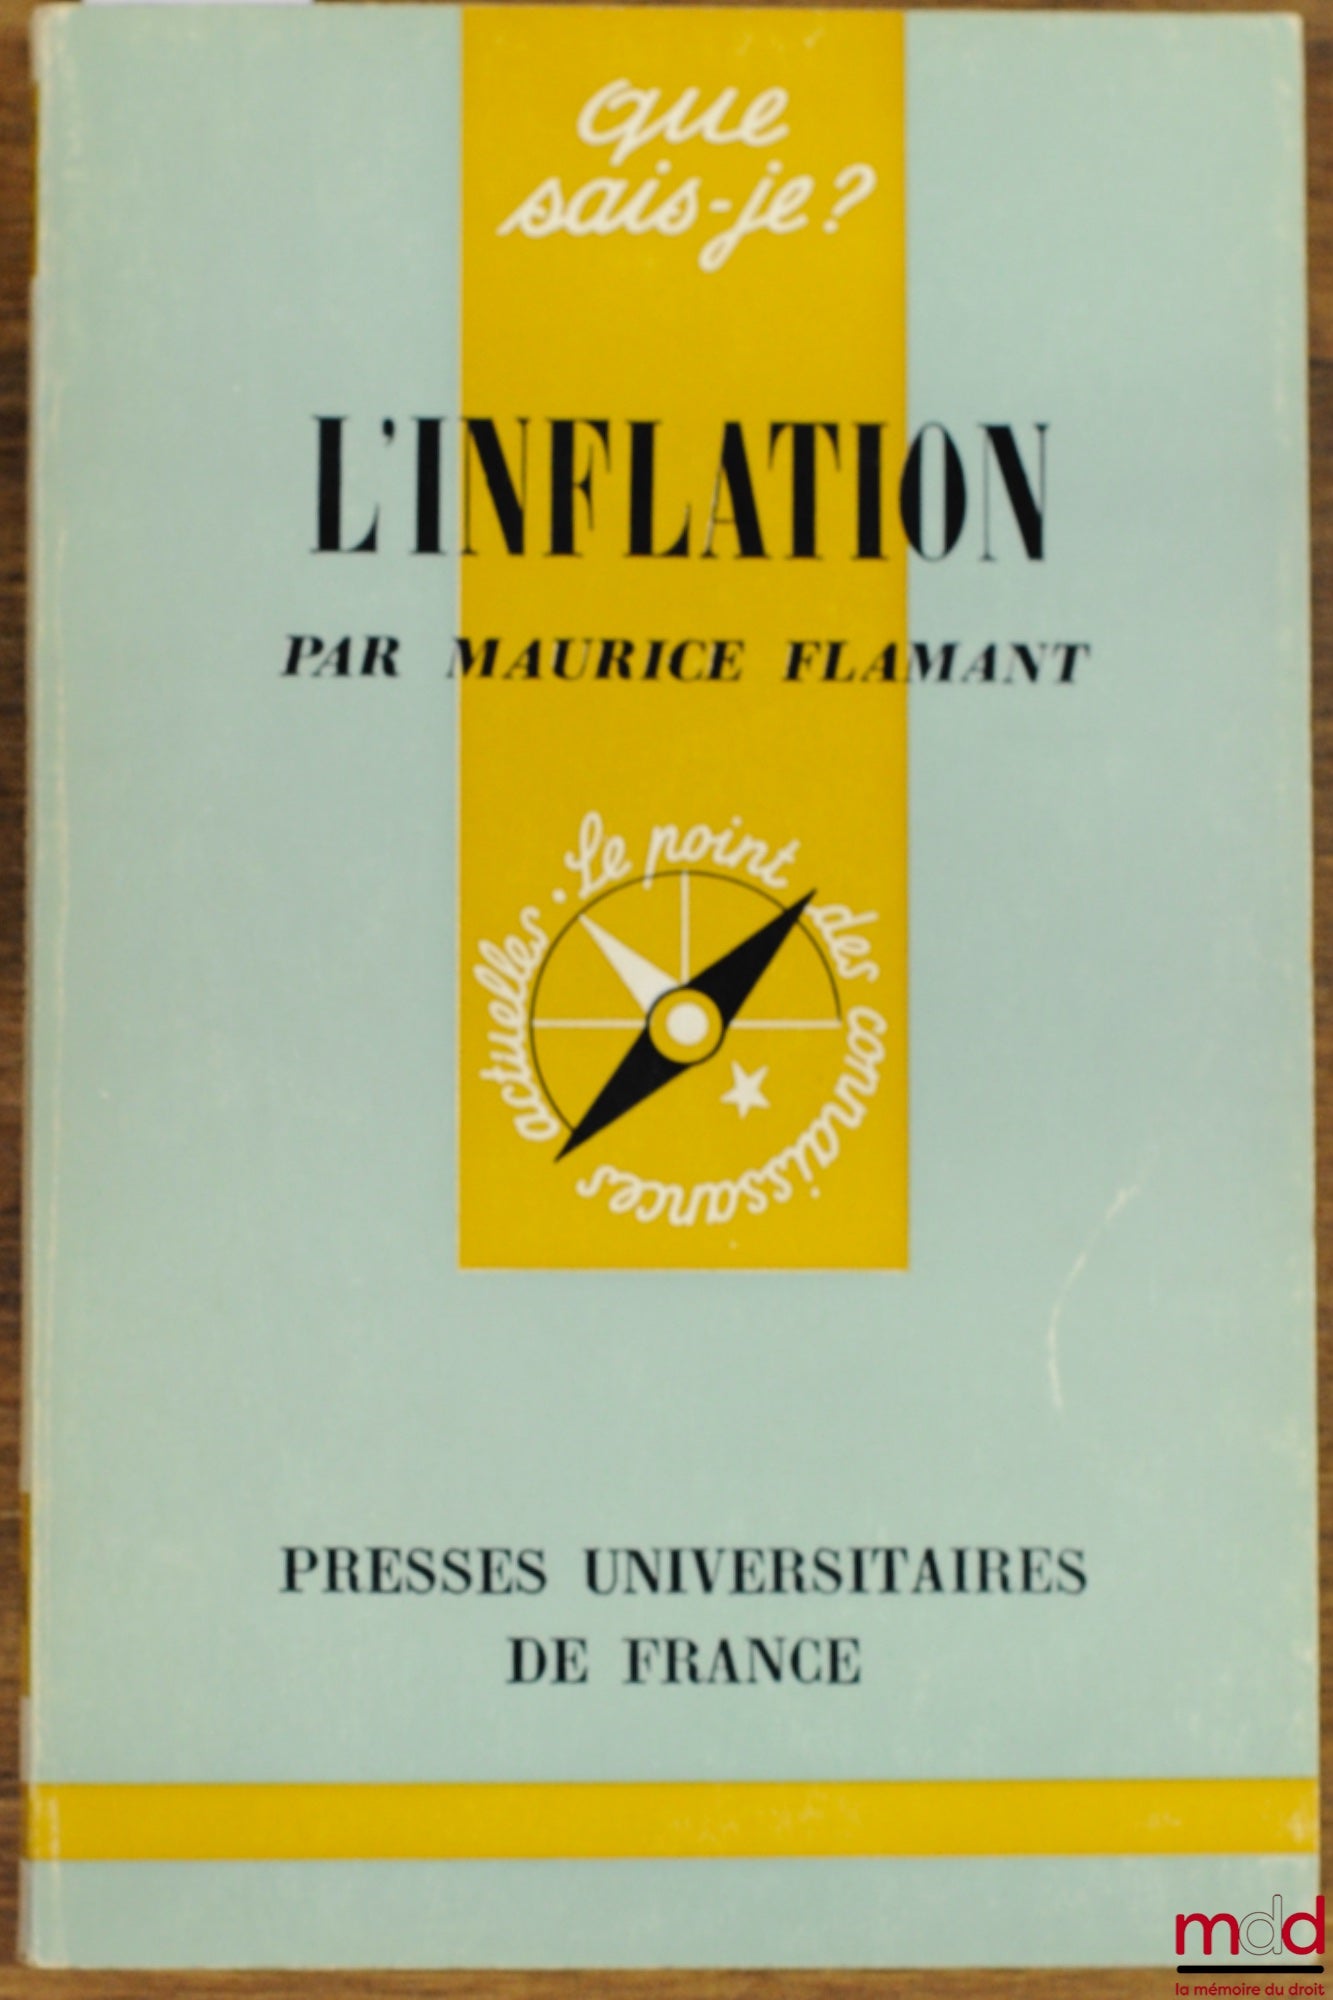 que
sais-je?
L'INFLATION
PAR MAURICE FLAMANT
Le point des connaissances actuelles.
PRESSES UNIVERSITAIRES
DE FRANCE
mdd
la mémoire du droit